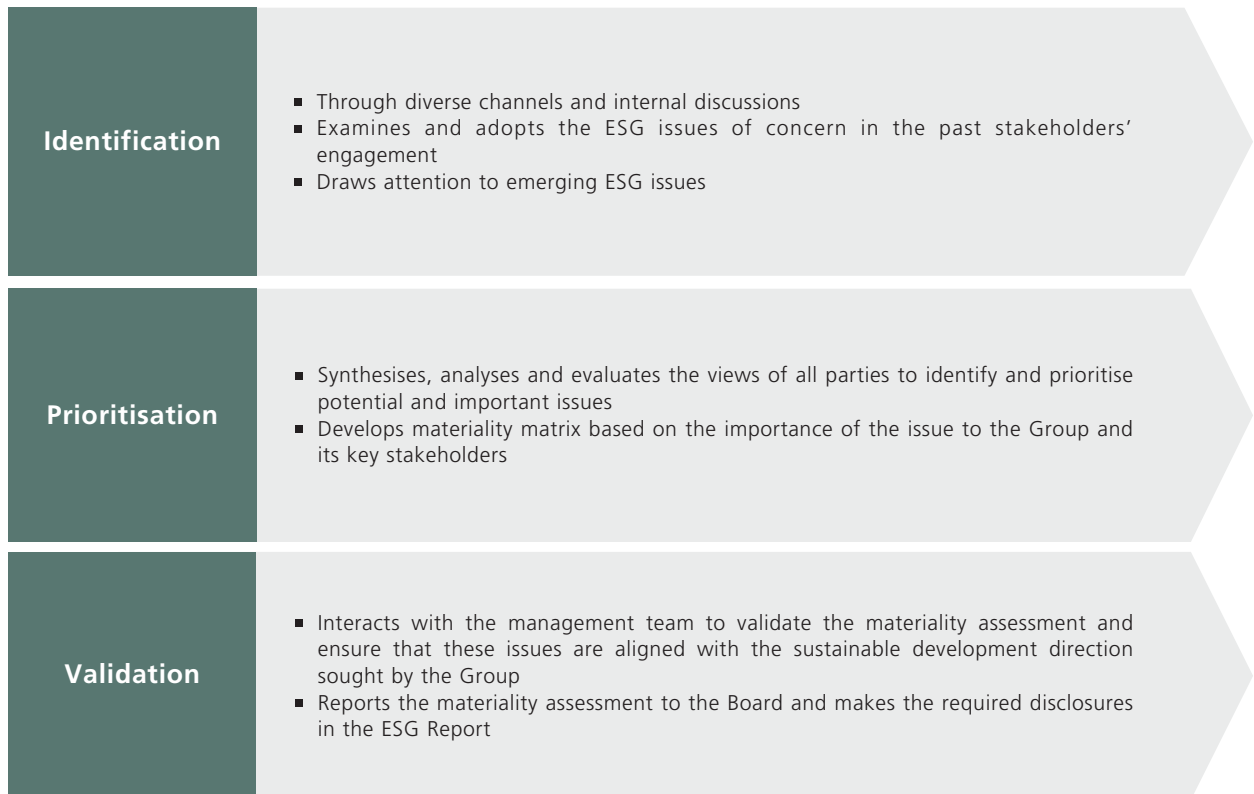 Identification
▪ Through diverse channels and internal discussions
▪ Examines and adopts the ESG issues of concern in the past stakeholders'
engagement
▪ Draws attention to emerging ESG issues
Prioritisation
▪ Synthesises, analyses and evaluates the views of all parties to identify and prioritise
potential and important issues
▪ Develops materiality matrix based on the importance of the issue to the Group and
its key stakeholders
Validation
▪ Interacts with the management team to validate the materiality assessment and
ensure that these issues are aligned with the sustainable development direction
sought by the Group
▪ Reports the materiality assessment to the Board and makes the required disclosures
in the ESG Report